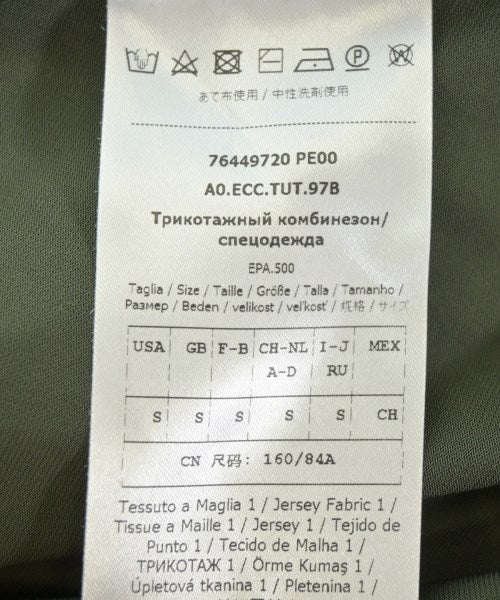 あて布使用 / 中性洗剤使用
76449720 PE00
A0.ECC.TUT.97B
Трикотажный комбинезон/
спецодежда
EPA.500
Taglia / Size / Taille / Größe / Talla / Tamanho /
Размер / Beden / velikost / veľkosť / 規格 / サイズ
USA GB F-B CH-NL I-J MEX
A-D RU
S S S S S CH
CN 尺码: 160/84A
Tessuto a Maglia 1 / Jersey Fabric 1 /
Tissue a Maille 1 / Jersey 1 / Tejido de
Punto 1 / Tecido de Malha 1 /
ТРИКОТАЖ 1 / Örme Kumaş 1 /
Úpletová tkanina 1 / Pletenina 1 /